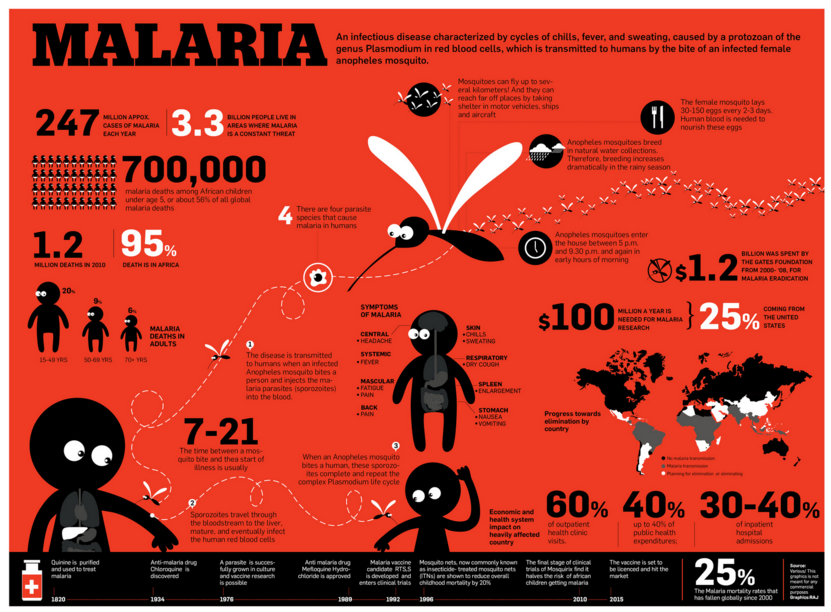 MALARIA
An infectious disease characterized by cycles of chills, fever, and sweating, caused by a protozoan of the
genus Plasmodium in red blood cells, which is transmitted to humans by the bite of an infected female
anopheles mosquito.
247
MILLION APPOX.
CASES OF MALARIA
EACH YEAR
3.3
BILLION PEOPLE LIVE IN
AREAS WHERE MALARIA
IS A CONSTANT THREAT
Mosquitoes can fly up to sev-
eral kilometers! And they can
reach far off places by taking
shelter in motor vehicles, ships
and aircraft
The female mosquito lays
30-150 eggs every 2-3 days.
Human blood is needed to
nourish these eggs
Anopheles mosquitoes breed
in natural water collections.
Therefore, breeding increases
dramatically in the rainy season
700,000
malaria deaths among African children
under age 5, or about 56% of all global
malaria deaths
4
There are four parasite
species that cause
malaria in humans
1.2
MILLION DEATHS IN 2010
95%
DEATH IS IN AFRICA
Anopheles mosquitoes enter
the house between 5 p.m.
and 9.30 p.m. and again in
early hours of morning
$1.2
BILLION WAS SPENT BY
THE GATES FOUNDATION
FROM 2000- '08, FOR
MALARIA ERADICATION
20%
9%
6%
15-49 YRS
50-69 YRS
70+ YRS
MALARIA
DEATHS IN
ADULTS
$100
MILLION A YEAR IS
NEEDED FOR MALARIA
RESEARCH
25%
COMING FROM
THE UNITED
STATES
SYMPTOMS
OF MALARIA
CENTRAL
• HEADACHE
SYSTEMIC
• FEVER
MASCULAR
• FATIGUE
• PAIN
BACK
• PAIN
SKIN
• CHILLS
• SWEATING
RESPIRATORY
• DRY COUGH
SPLEEN
• ENLARGEMENT
STOMACH
• NAUSEA
• VOMITING
1
The disease is transmitted
to humans when an infected
Anopheles mosquito bites a
person and injects the ma-
laria parasites (sporozoites)
into the blood.
7-21
The time between a mos-
quito bite and thea start of
illness is usually
2
Sporozoites travel through
the bloodstream to the liver,
mature, and eventually infect
the human red blood cells
3
When an Anopheles mosquito
bites a human, these sporozo-
ites complete and repeat the
complex Plasmodium life cycle
Progress towards
elimination by
country
No malaria transmission
Malaria transmission
Planning for elimination or eliminating
Economic and
health system
impact on
heavily affected
country
60%
of outpatient
health clinic
visits.
40%
up to 40% of
public health
expenditures;
30-40%
of inpatient
hospital
admissions
Quinine is purified
and used to treat
malaria
1820
Anti-malaria drug
Chloroquine is
discovered
1934
A parasite is succes-
fully grown in culture
and vaccine research
is possible
1976
Anti malaria drug
Mefloquine Hydro-
chloride is approved
1989
Malaria vaccine
candidate RTS,S
is developed and
enters clinical trials
1992
Mosquito nets, now commonly known
as insecticide- treated mosquito nets
(ITNs) are shown to reduce overall
childhood mortality by 20%
1996
The final stage of clinical
trials of Mosquirix find it
halves the risk of african
children getting malaria
2010
The vaccine is set to
be licenced and hit the
market
2015
25%
The Malaria mortality rates that
has fallen globally since 2000
Source:
Various/ This
graphics is not
meant for any
commercial
purposes
Graphics:RAJ